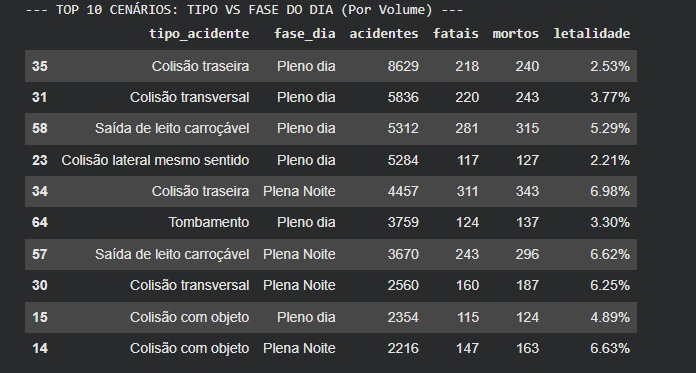 --- TOP 10 CENÁRIOS: TIPO VS FASE DO DIA (Por Volume) ---
tipo_acidente fase_dia acidentes fatais mortos letalidade
35 Colisão traseira Pleno dia 8629 218 240 2.53%
31 Colisão transversal Pleno dia 5836 220 243 3.77%
58 Saída de leito carroçável Pleno dia 5312 281 315 5.29%
23 Colisão lateral mesmo sentido Pleno dia 5284 117 127 2.21%
34 Colisão traseira Plena Noite 4457 311 343 6.98%
64 Tombamento Pleno dia 3759 124 137 3.30%
57 Saída de leito carroçável Plena Noite 3670 243 296 6.62%
30 Colisão transversal Plena Noite 2560 160 187 6.25%
15 Colisão com objeto Pleno dia 2354 115 124 4.89%
14 Colisão com objeto Plena Noite 2216 147 163 6.63%